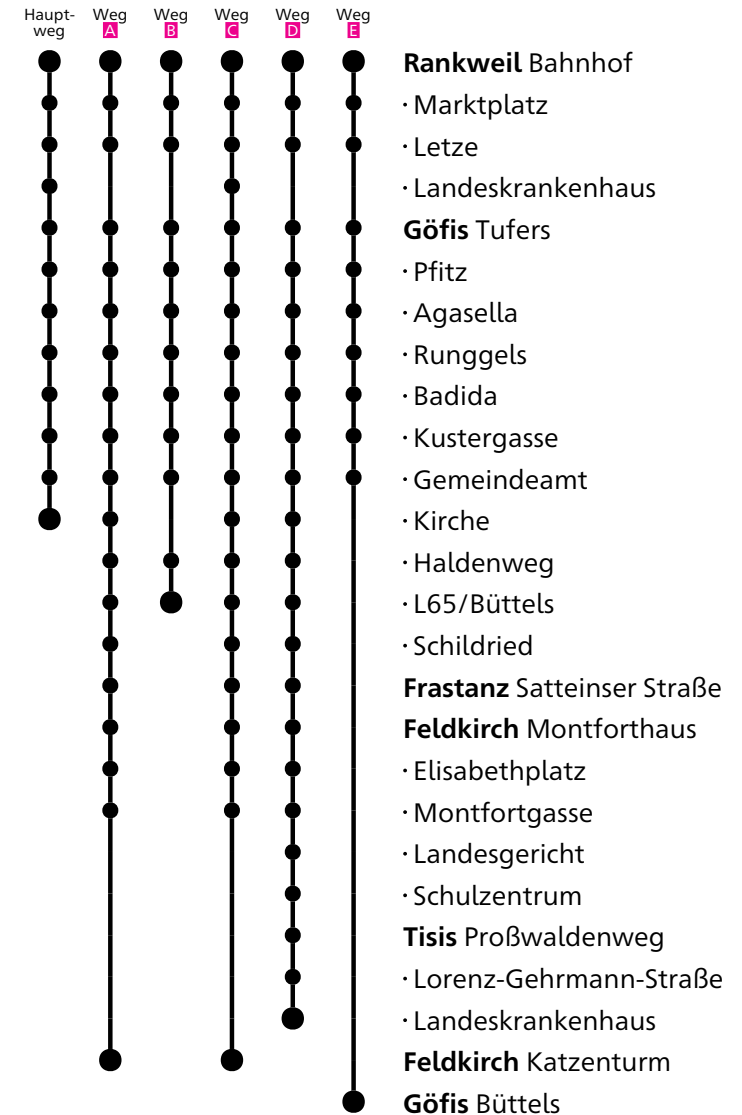 Haupt-
weg
Weg
A
Weg
B
Weg
C
Weg
D
Weg
E
Rankweil Bahnhof
· Marktplatz
· Letze
· Landeskrankenhaus
Göfis Tufers
· Pfitz
· Agasella
· Runggels
· Badida
· Kustergasse
· Gemeindeamt
· Kirche
· Haldenweg
· L65/Büttels
· Schildried
Frastanz Satteinser Straße
Feldkirch Montforthaus
· Elisabethplatz
· Montfortgasse
· Landesgericht
· Schulzentrum
Tisis Proßwaldenweg
· Lorenz-Gehrmann-Straße
· Landeskrankenhaus
Feldkirch Katzenturm
Göfis Büttels